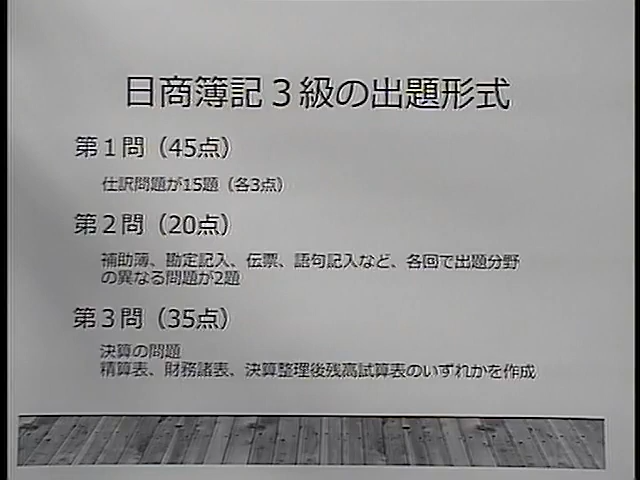 日商簿記３級の出題形式
第１問（45点）
仕訳問題が15題（各3点）
第２問（20点）
補助薄、勘定記入、伝票、語句記入など、各回で出題分野
の異なる問題が2題
第３問（35点）
決算の問題
精算表、財務諸表、決算整理後残高試算表のいずれかを作成